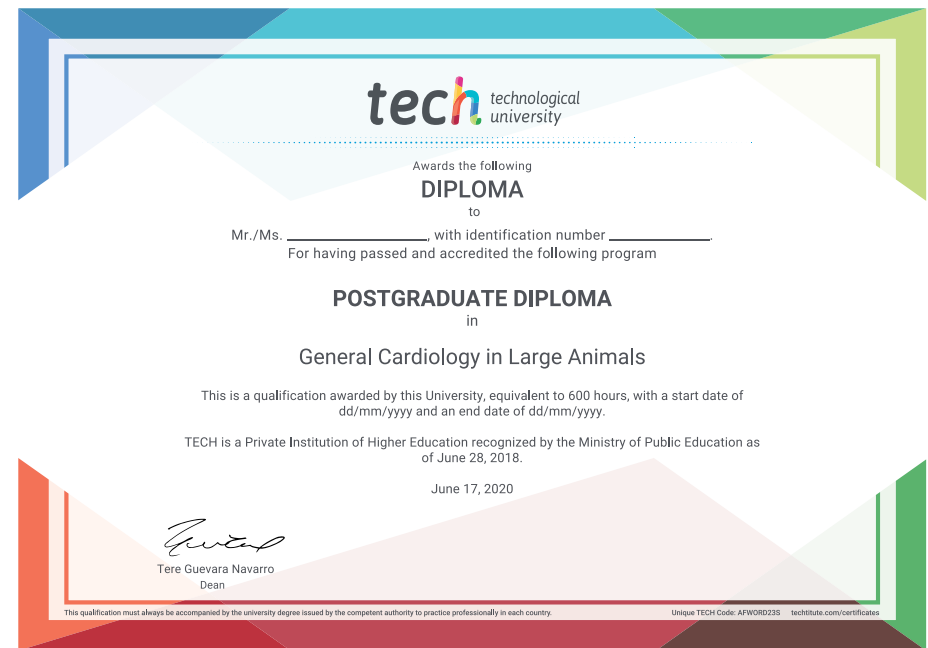 tech technological
university
Awards the following
DIPLOMA
to
Mr./Ms. ____________, with identification number _________.
For having passed and accredited the following program
POSTGRADUATE DIPLOMA
in
General Cardiology in Large Animals
This is a qualification awarded by this University, equivalent to 600 hours, with a start date of
dd/mm/yyyy and an end date of dd/mm/yyyy.
TECH is a Private Institution of Higher Education recognized by the Ministry of Public Education as
of June 28, 2018.
June 17, 2020
Tere Guevara Navarro
Dean
This qualification must always be accompanied by the university degree issued by the competent authority to practice professionally in each country.
Unique TECH Code: AFWORD23S techtitute.com/certificates